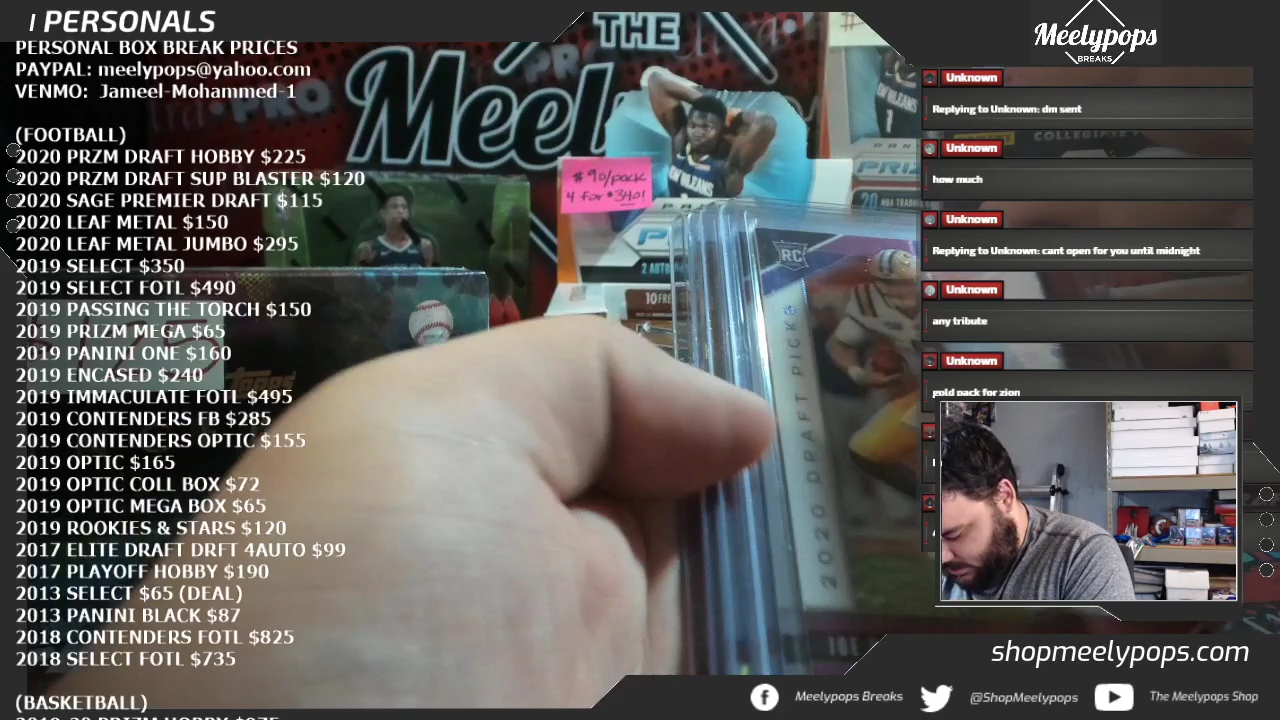 PERSONALS
PERSONAL BOX BREAK PRICES
PAYPAL: meelypops@yahoo.com
VENMO: Jameel-Mohammed-1
(FOOTBALL)
2020 PRZM DRAFT HOBBY $225
2020 PRZM DRAFT SUP BLASTER $120
2020 SAGE PREMIER DRAFT $115
2020 LEAF METAL $150
2020 LEAF METAL JUMBO $295
2019 SELECT $350
2019 SELECT FOTL $490
2019 PASSING THE TORCH $150
2019 PRIZM MEGA $65
2019 PANINI ONE $160
2019 ENCASED $240
2019 IMMACULATE FOTL $495
2019 CONTENDERS FB $285
2019 CONTENDERS OPTIC $155
2019 OPTIC $165
2019 OPTIC COLL BOX $72
2019 OPTIC MEGA BOX $65
2019 ROOKIES & STARS $120
2017 ELITE DRAFT DRFT 4AUTO $99
2017 PLAYOFF HOBBY $190
2013 SELECT $65 (DEAL)
2013 PANINI BLACK $87
2018 CONTENDERS FOTL $825
2018 SELECT FOTL $735
(BASKETBALL)
THE
Meel
$90/pack
4 for $340!
RC
2020 DRAFT PICKS
JOE
topps
Meelypops
BREAKS
Unknown
Replying to Unknown: dm sent
Unknown
how much
Unknown
Replying to Unknown: cant open for you until midnight
Unknown
any tribute
Unknown
gold pack for zion
shopmeelypops.com
Meelypops Breaks
@ShopMeelypops
The Meelypops Shop